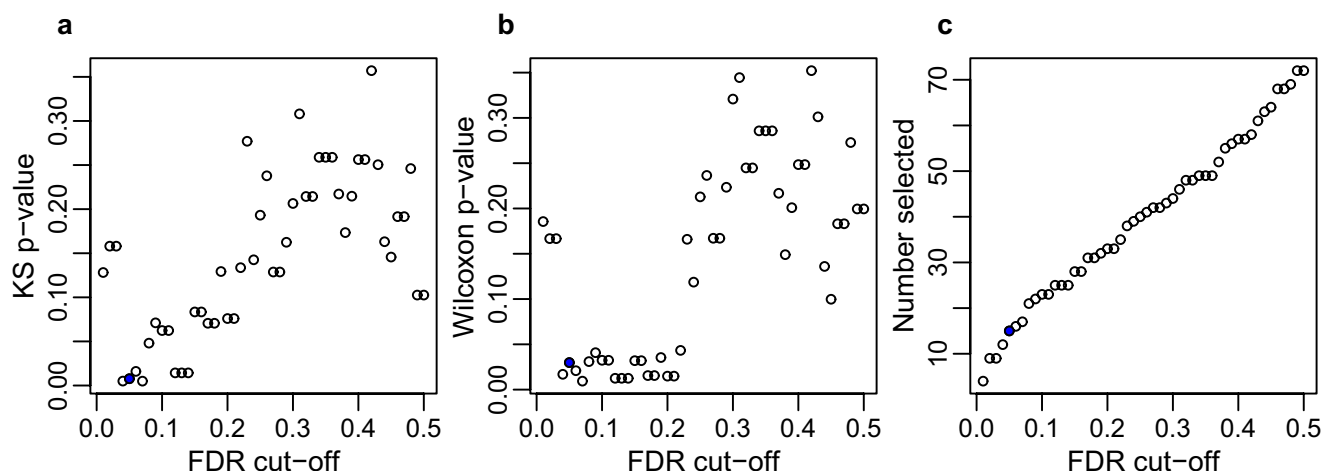 a
KS p−value
0.00 0.10 0.20 0.30
0.0 0.1 0.2 0.3 0.4 0.5
FDR cut−off
b
Wilcoxon p−value
0.00 0.10 0.20 0.30
0.0 0.1 0.2 0.3 0.4 0.5
FDR cut−off
c
Number selected
10 30 50 70
0.0 0.1 0.2 0.3 0.4 0.5
FDR cut−off